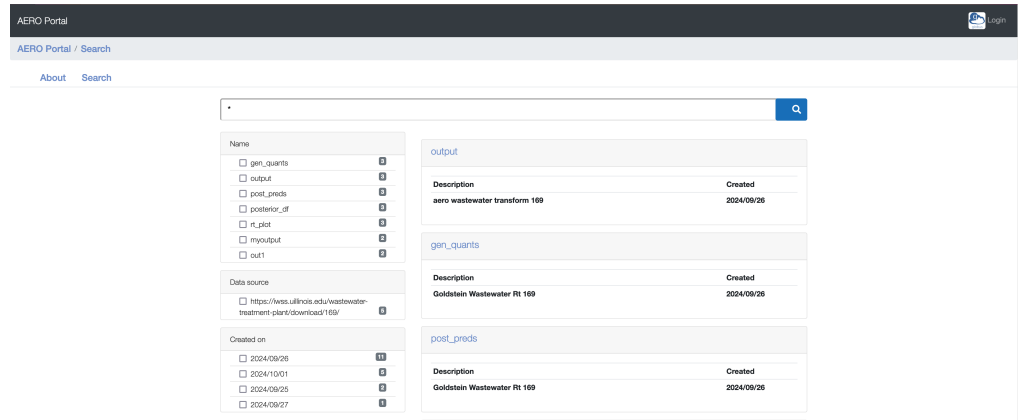 AERO Portal
Login
AERO Portal / Search
About Search
*
Name
gen_quants 3
output 3
post_preds 3
posterior_df 3
rt_plot 3
myoutput 2
out1 2
Data source
https://iwss.uillinois.edu/wastewater-
treatment-plant/download/169/ 5
Created on
2024/09/26 11
2024/10/01 5
2024/09/25 2
2024/09/27 1
output
Description Created
aero wastewater transform 169 2024/09/26
gen_quants
Description Created
Goldstein Wastewater Rt 169 2024/09/26
post_preds
Description Created
Goldstein Wastewater Rt 169 2024/09/26